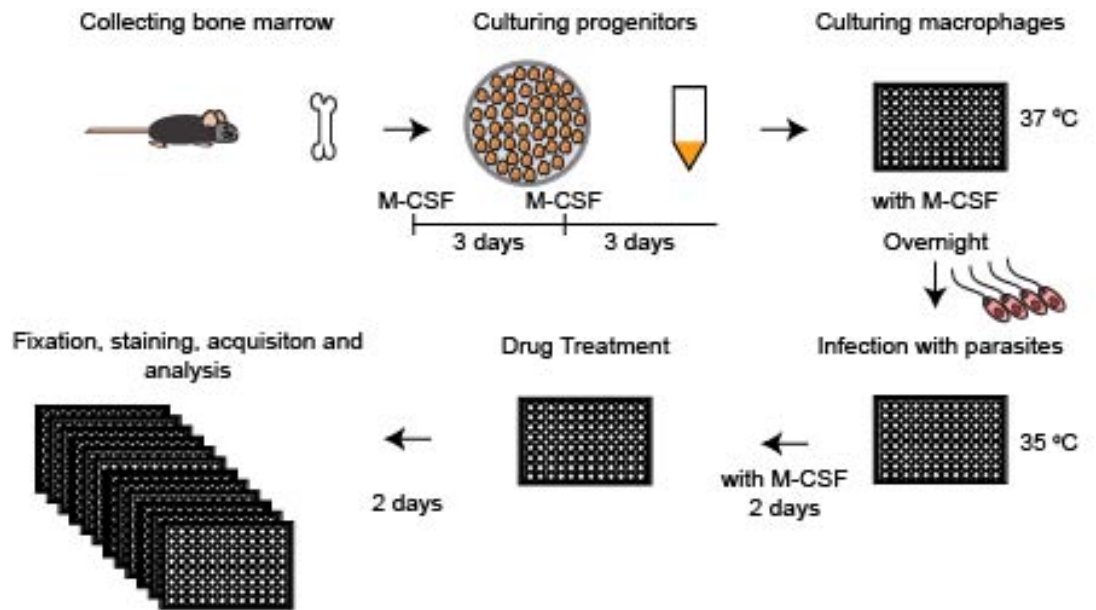 Collecting bone marrow
Culturing progenitors
Culturing macrophages
37 ºC
M-CSF
M-CSF
3 days
3 days
with M-CSF
Overnight
Infection with parasites
35 ºC
with M-CSF
2 days
Drug Treatment
2 days
Fixation, staining, acquisiton and
analysis